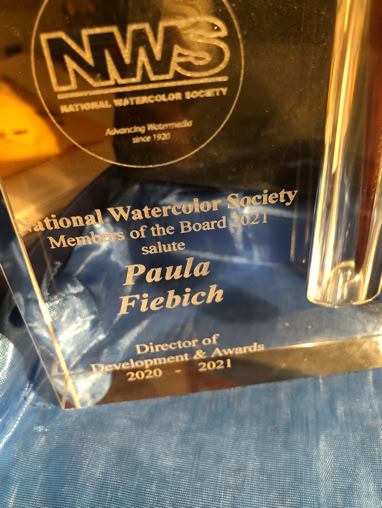 NWS
NATIONAL WATERCOLOR SOCIETY
Advancing Watermedia
since 1920
National Watercolor Society
Members of the Board 2021
salute
Paula
Fiebich
Director of
Development & Awards
2020 - 2021